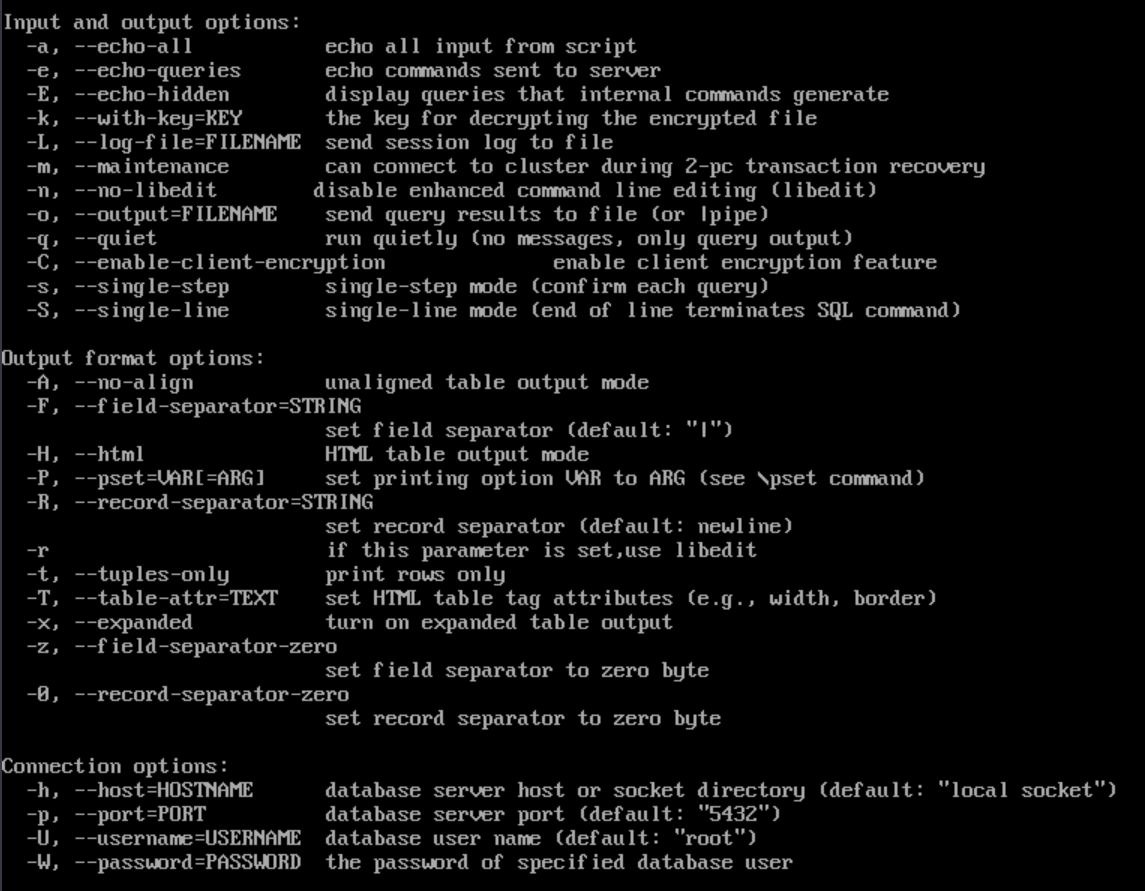 Input and output options:
  -a, --echo-all           echo all input from script
  -e, --echo-queries       echo commands sent to server
  -E, --echo-hidden        display queries that internal commands generate
  -k, --with-key=KEY       the key for decrypting the encrypted file
  -L, --log-file=FILENAME  send session log to file
  -m, --maintenance        can connect to cluster during 2-pc transaction recovery
  -n, --no-libedit        disable enhanced command line editing (libedit)
  -o, --output=FILENAME    send query results to file (or |pipe)
  -q, --quiet              run quietly (no messages, only query output)
  -C, --enable-client-encryption              enable client encryption feature
  -s, --single-step        single-step mode (confirm each query)
  -S, --single-line        single-line mode (end of line terminates SQL command)

Output format options:
  -A, --no-align           unaligned table output mode
  -F, --field-separator=STRING
                           set field separator (default: "|")
  -H, --html               HTML table output mode
  -P, --pset=VAR[=ARG]     set printing option VAR to ARG (see \pset command)
  -R, --record-separator=STRING
                           set record separator (default: newline)
  -r                       if this parameter is set,use libedit
  -t, --tuples-only        print rows only
  -T, --table-attr=TEXT    set HTML table tag attributes (e.g., width, border)
  -x, --expanded           turn on expanded table output
  -z, --field-separator-zero
                           set field separator to zero byte
  -0, --record-separator-zero
                           set record separator to zero byte

Connection options:
  -h, --host=HOSTNAME      database server host or socket directory (default: "local socket")
  -p, --port=PORT          database server port (default: "5432")
  -U, --username=USERNAME  database user name (default: "root")
  -W, --password=PASSWORD  the password of specified database user